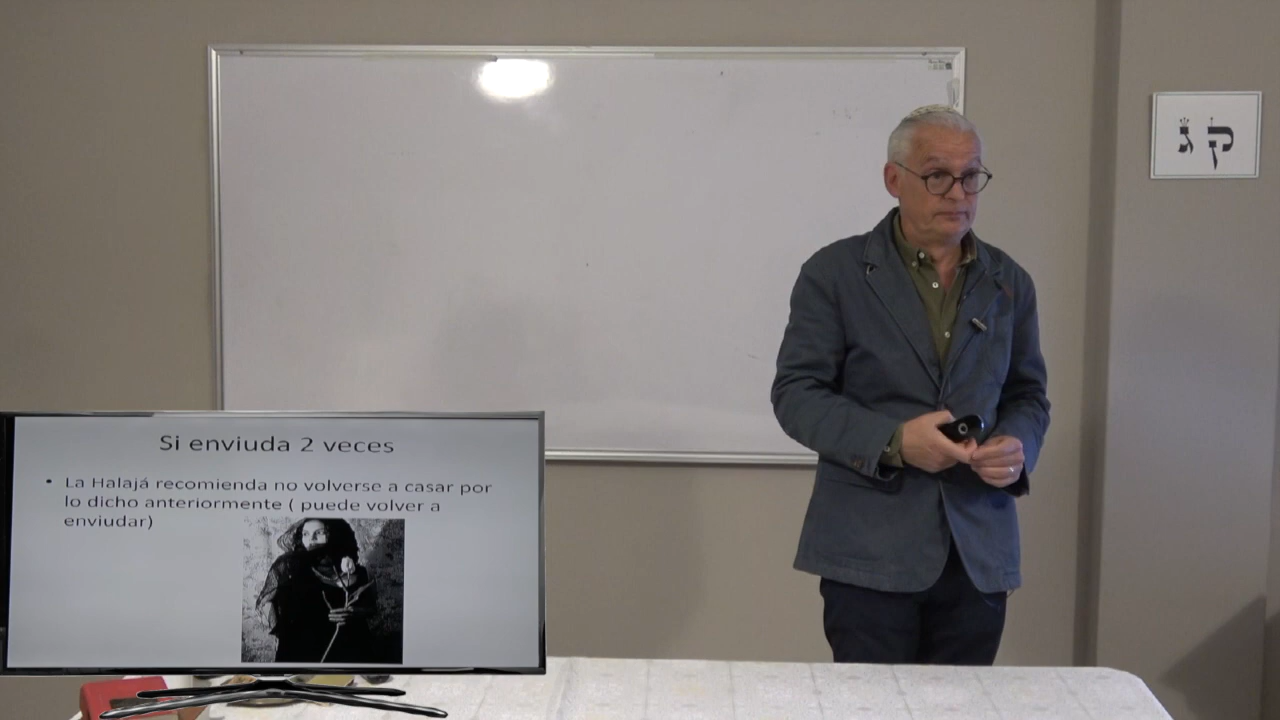 Si enviuda 2 veces
• La Halajá recomienda no volverse a casar por
lo dicho anteriormente ( puede volver a
enviudar)
ק ג